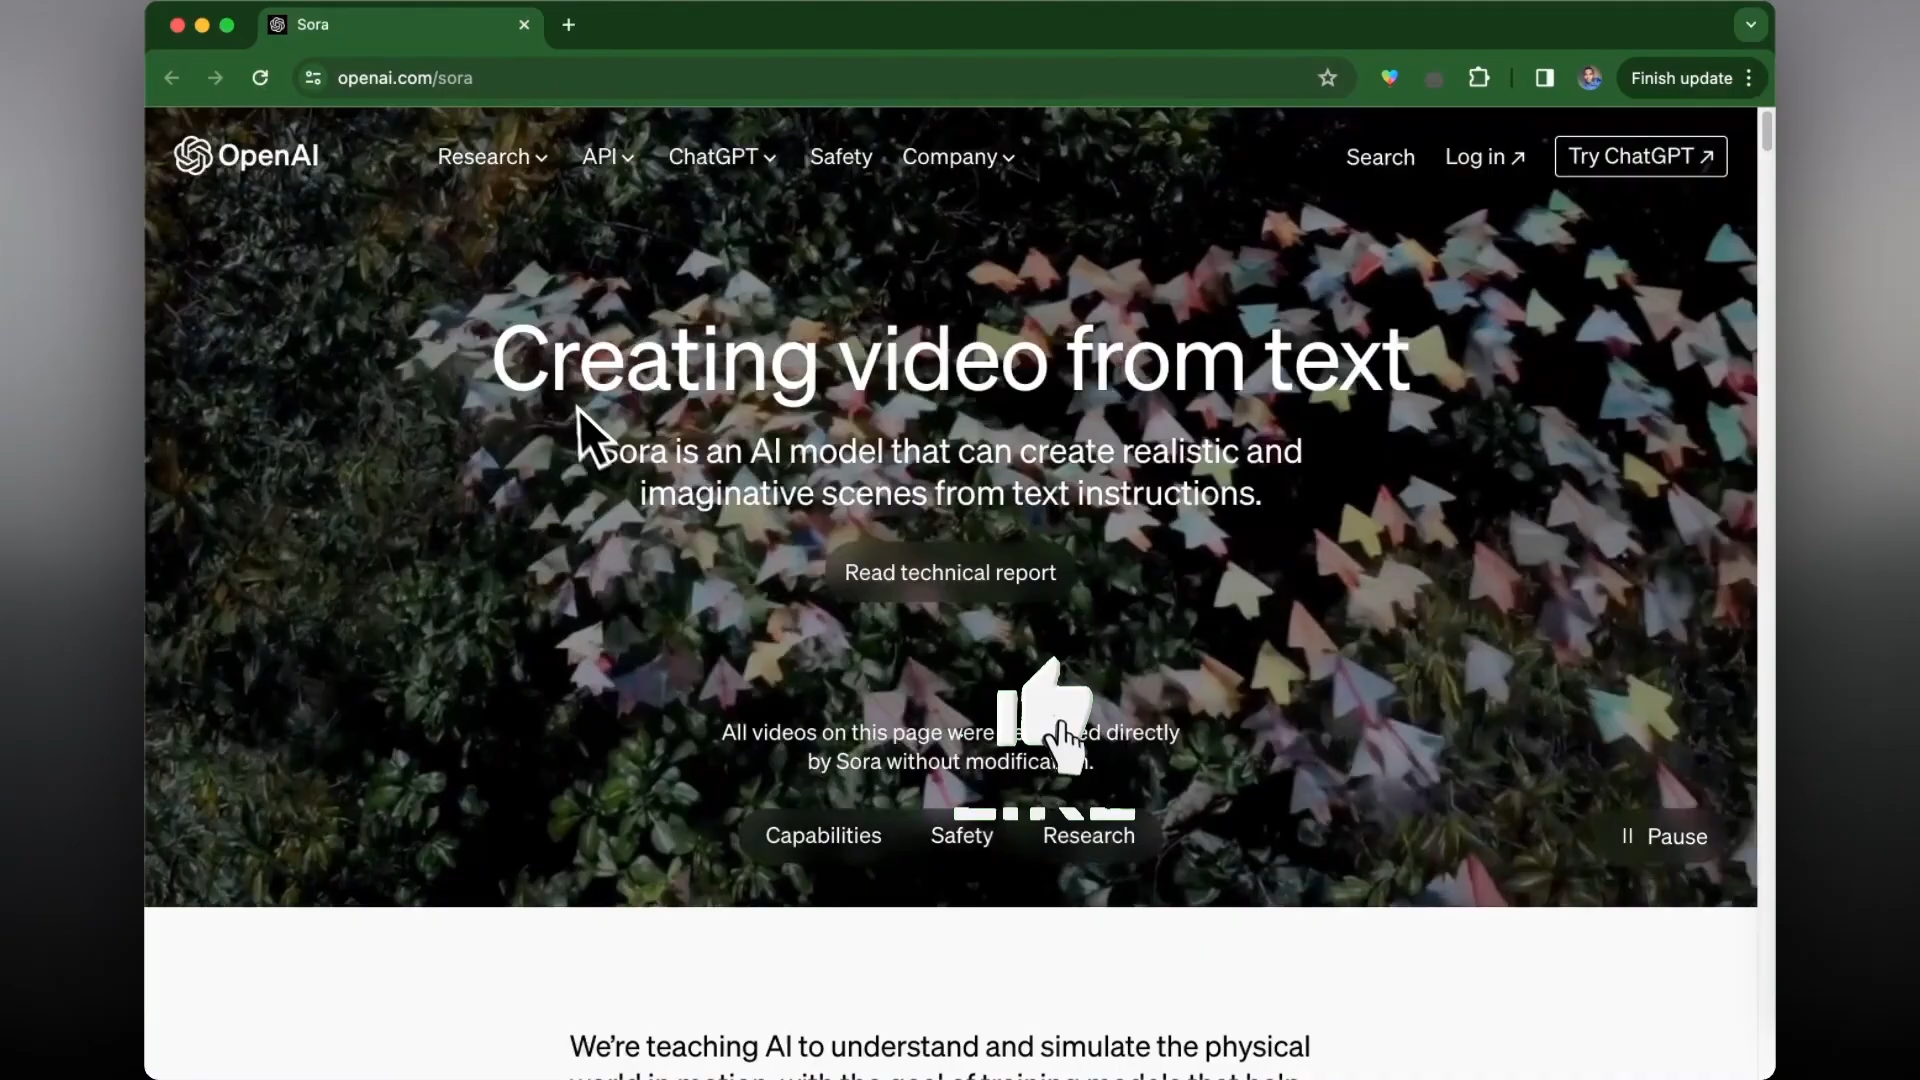 Sora
openai.com/sora
Finish update
OpenAI
Research
API
ChatGPT
Safety
Company
Search
Log in ↗
Try ChatGPT ↗
Creating video from text
Sora is an AI model that can create realistic and
imaginative scenes from text instructions.
Read technical report
All videos on this page were directly
by Sora without
Capabilities
Safety
Research
Pause
We’re teaching AI to understand and simulate the physical